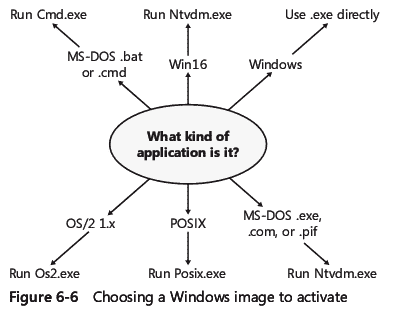 Run Cmd.exe
Run Ntvdm.exe
Use .exe directly
MS-DOS .bat
or .cmd
Win16
Windows
What kind of
application is it?
OS/2 1.x
POSIX
MS-DOS .exe,
.com, or .pif
Run Os2.exe
Run Posix.exe
Run Ntvdm.exe
Figure 6-6 Choosing a Windows image to activate